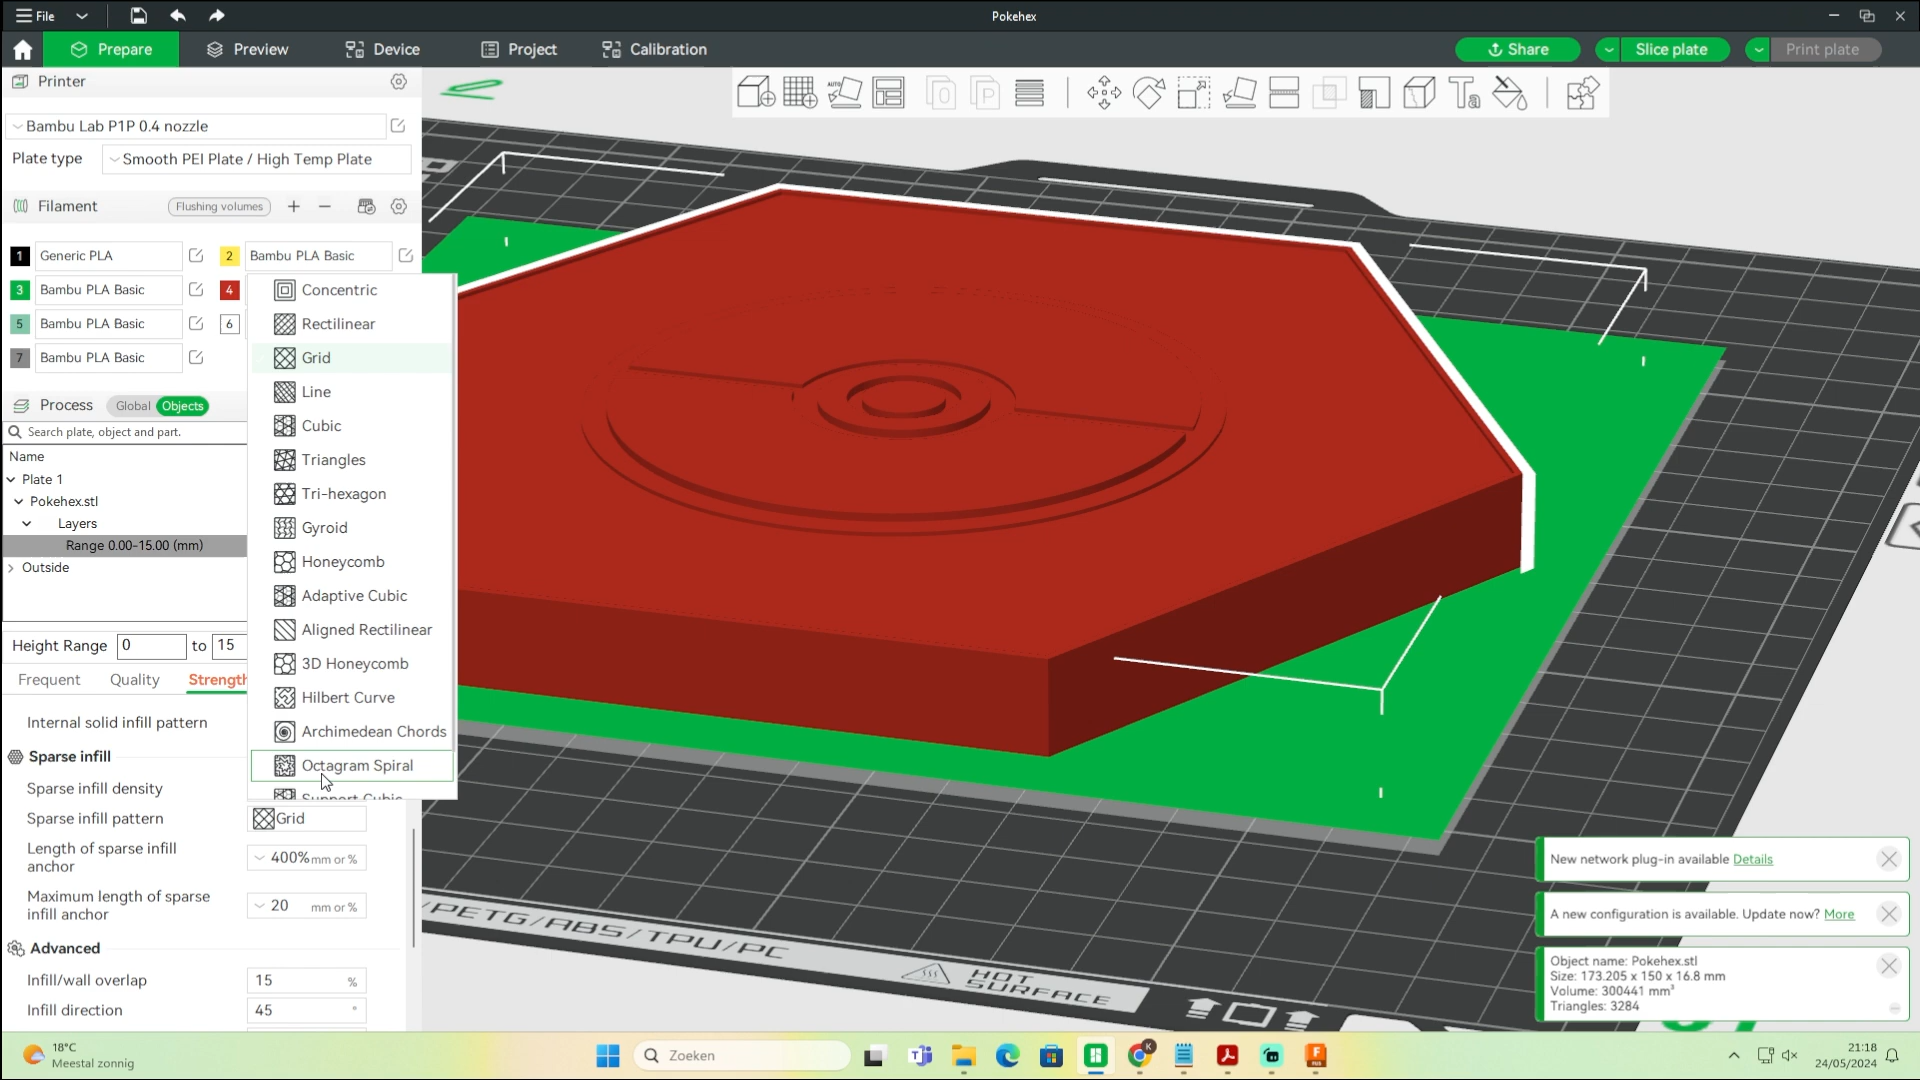 File
Pokehex
Prepare
Preview
Device
Project
Calibration
Share
Slice plate
Print plate
Printer
Bambu Lab P1P 0.4 nozzle
Plate type
Smooth PEI Plate / High Temp Plate
Filament
Flushing volumes
1 Generic PLA
2 Bambu PLA Basic
3 Bambu PLA Basic
4
5 Bambu PLA Basic
6
7 Bambu PLA Basic
Process
Global
Objects
Search plate, object and part.
Name
Plate 1
Pokehex.stl
Layers
Range 0.00-15.00 (mm)
Outside
Height Range 0 to 15
Frequent
Quality
Strength
Concentric
Rectilinear
Grid
Line
Cubic
Triangles
Tri-hexagon
Gyroid
Honeycomb
Adaptive Cubic
Aligned Rectilinear
3D Honeycomb
Hilbert Curve
Archimedean Chords
Octagram Spiral
Support Cubic
Internal solid infill pattern
Sparse infill
Sparse infill density
Sparse infill pattern
Grid
Length of sparse infill
anchor
400% mm or %
Maximum length of sparse
infill anchor
20 mm or %
Advanced
Infill/wall overlap
15 %
Infill direction
45 °
AUTO
/PETG/ABS/TPU/PC
HOT
SURFACE
New network plug-in available Details
A new configuration is available. Update now? More
Object name: Pokehex.stl
Size: 173.205 x 150 x 16.8 mm
Volume: 300441 mm³
Triangles: 3284
18°C
Meestal zonnig
Zoeken
21:18
24/05/2024